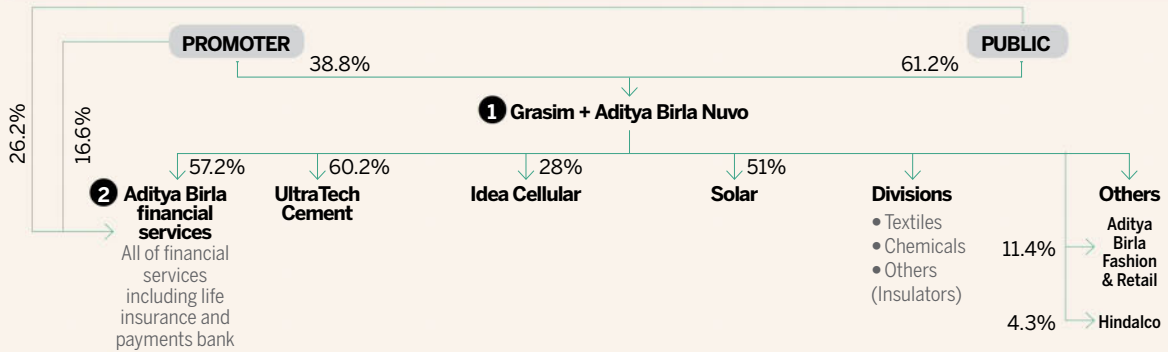 PROMOTER
PUBLIC
38.8%
61.2%
26.2%
16.6%
1 Grasim + Aditya Birla Nuvo
57.2%
60.2%
28%
51%
2 Aditya Birla
financial
services
All of financial
services
including life
insurance and
payments bank
UltraTech
Cement
Idea Cellular
Solar
Divisions
• Textiles
• Chemicals
• Others
(Insulators)
Others
11.4%
Aditya
Birla
Fashion
& Retail
4.3%
Hindalco